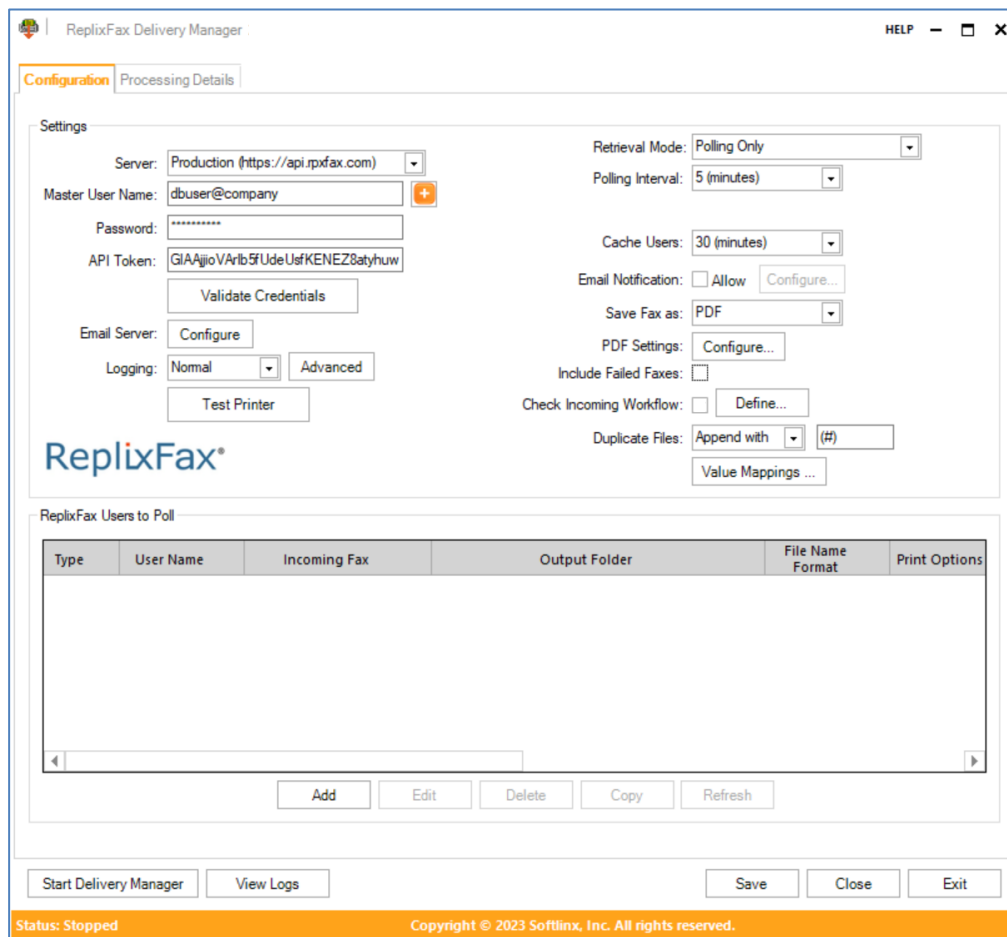 ReplixFax Delivery Manager
HELP
Configuration
Processing Details
Settings
Server: Production (https://api.rpxfax.com)
Master User Name: dbuser@company
Password: **********
API Token: GIAAjjioVArIb5fUdeUsfKENEZ8atyhuw
Validate Credentials
Email Server: Configure
Logging: Normal Advanced
Test Printer
ReplixFax®
Retrieval Mode: Polling Only
Polling Interval: 5 (minutes)
Cache Users: 30 (minutes)
Email Notification: Allow Configure...
Save Fax as: PDF
PDF Settings: Configure...
Include Failed Faxes:
Check Incoming Workflow: Define...
Duplicate Files: Append with (#)
Value Mappings ...
ReplixFax Users to Poll
Type User Name Incoming Fax Output Folder File Name Format Print Options
Add Edit Delete Copy Refresh
Start Delivery Manager View Logs Save Close Exit
Status: Stopped Copyright © 2023 Softlinx, Inc. All rights reserved.